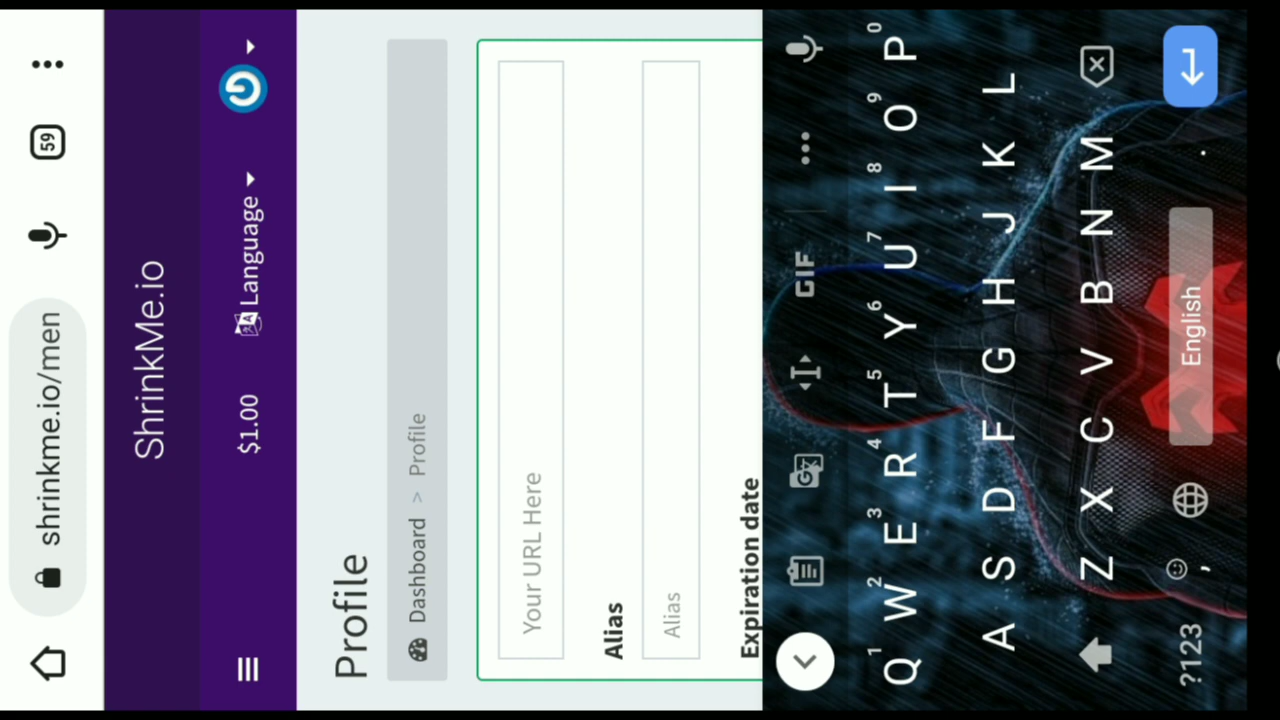 59
shrinkme.io/men
ShrinkMe.io
$1.00 Language
Profile
Dashboard > Profile
Your URL Here
Alias
Alias
Expiration date
GIF
1 2 3 4 5 6 7 8 9 0
Q W E R T Y U I O P
A S D F G H J K L
Z X C V B N M
?123 , English .